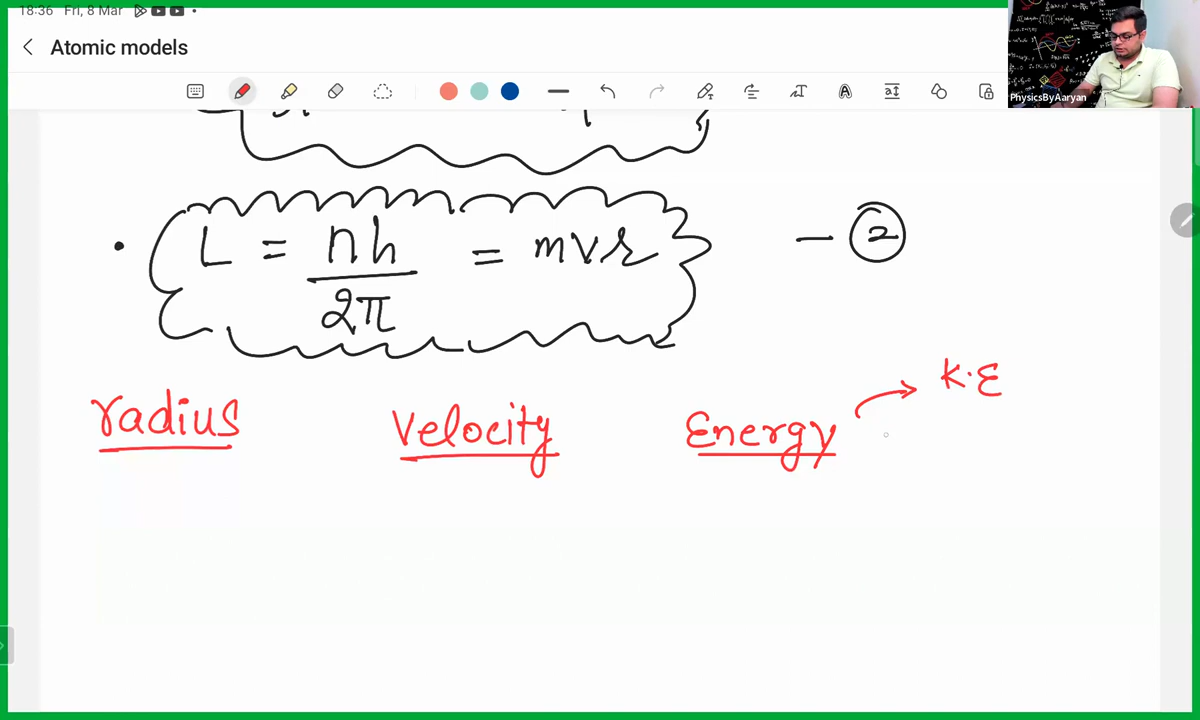 18:36 Fri, 8 Mar
Atomic models
PhysicsByAaryan
L = nh/2π = mvr — ②
radius Velocity Energy → K.E